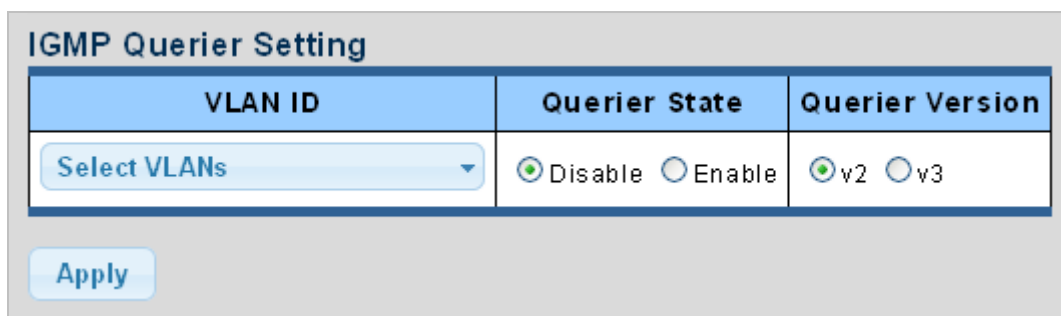 IGMP Querier Setting
VLAN ID Querier State Querier Version
Select VLANs Disable Enable v2 v3
Apply